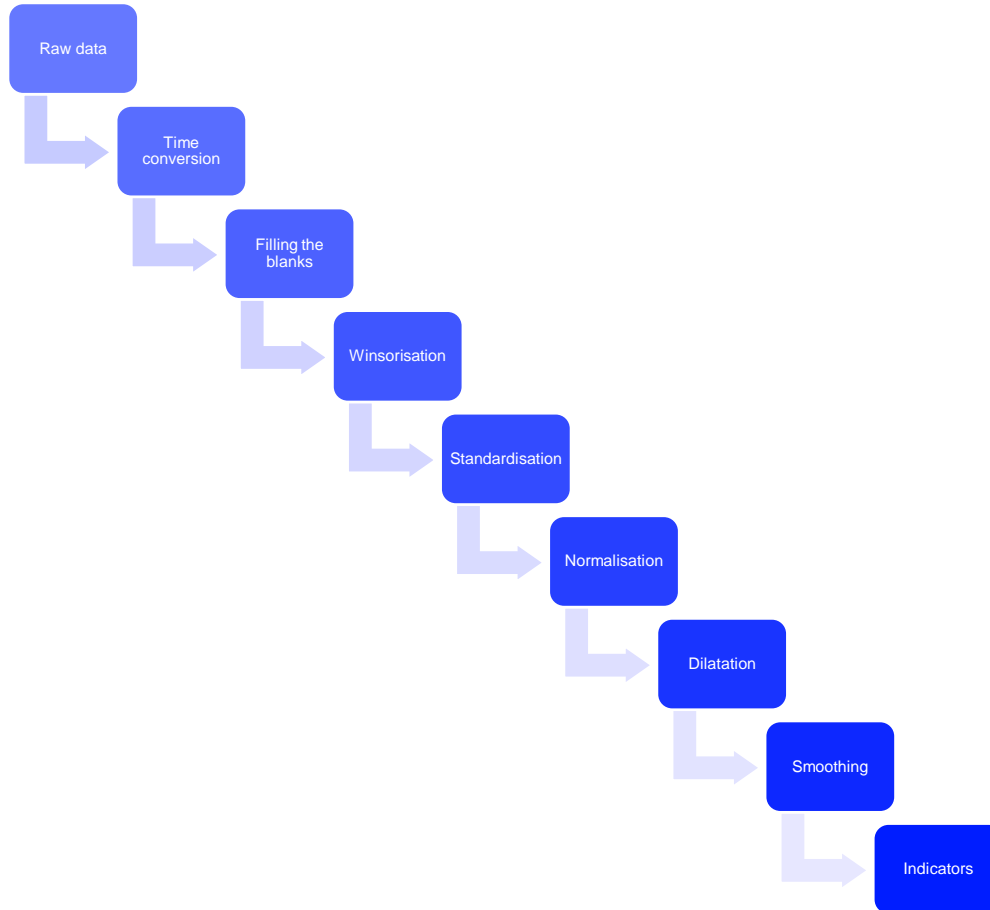 Raw data
Time
conversion
Filling the
blanks
Winsorisation
Standardisation
Normalisation
Dilatation
Smoothing
Indicators